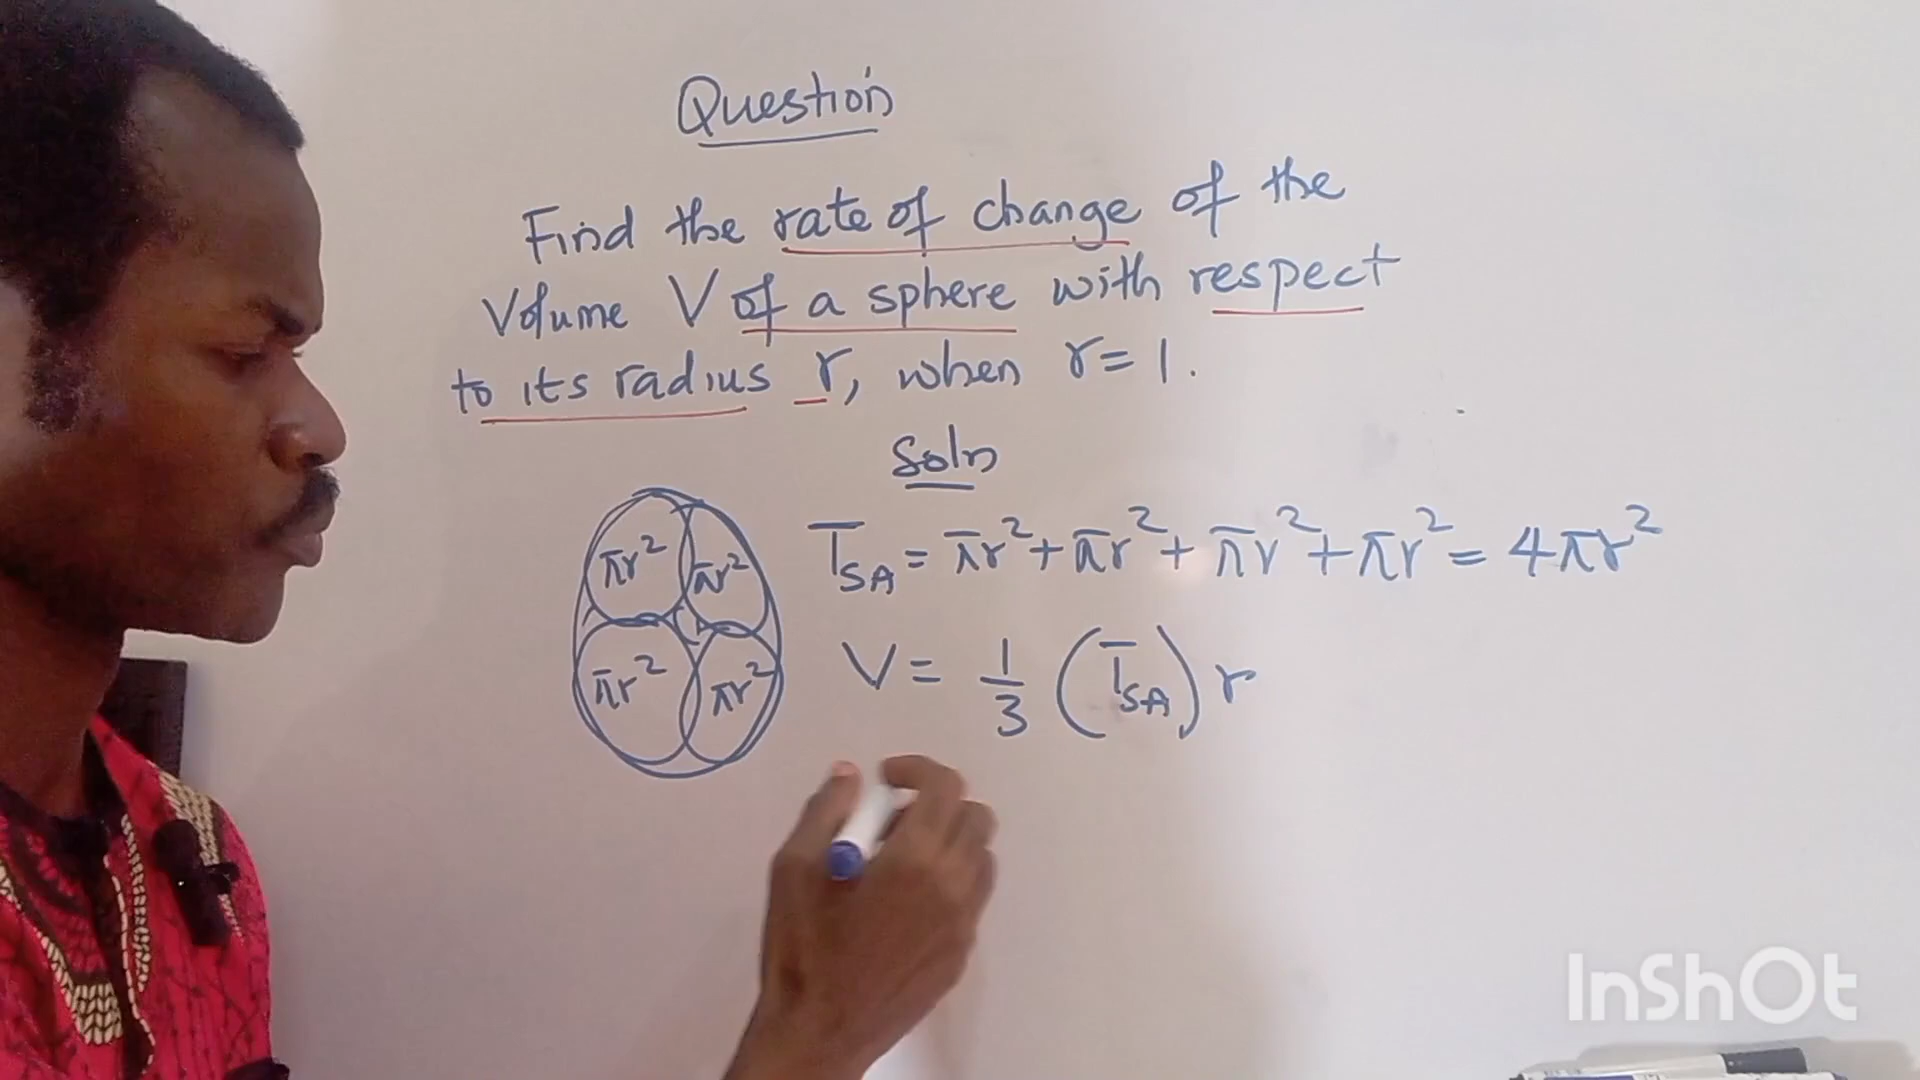 Question
Find the rate of change of the
Volume V of a sphere with respect
to its radius r, when r = 1.
Soln
πr² πr²
πr² πr²
TSA = πr² + πr² + πr² + πr² = 4πr²
V = 1/3 (TSA) r
InShOt